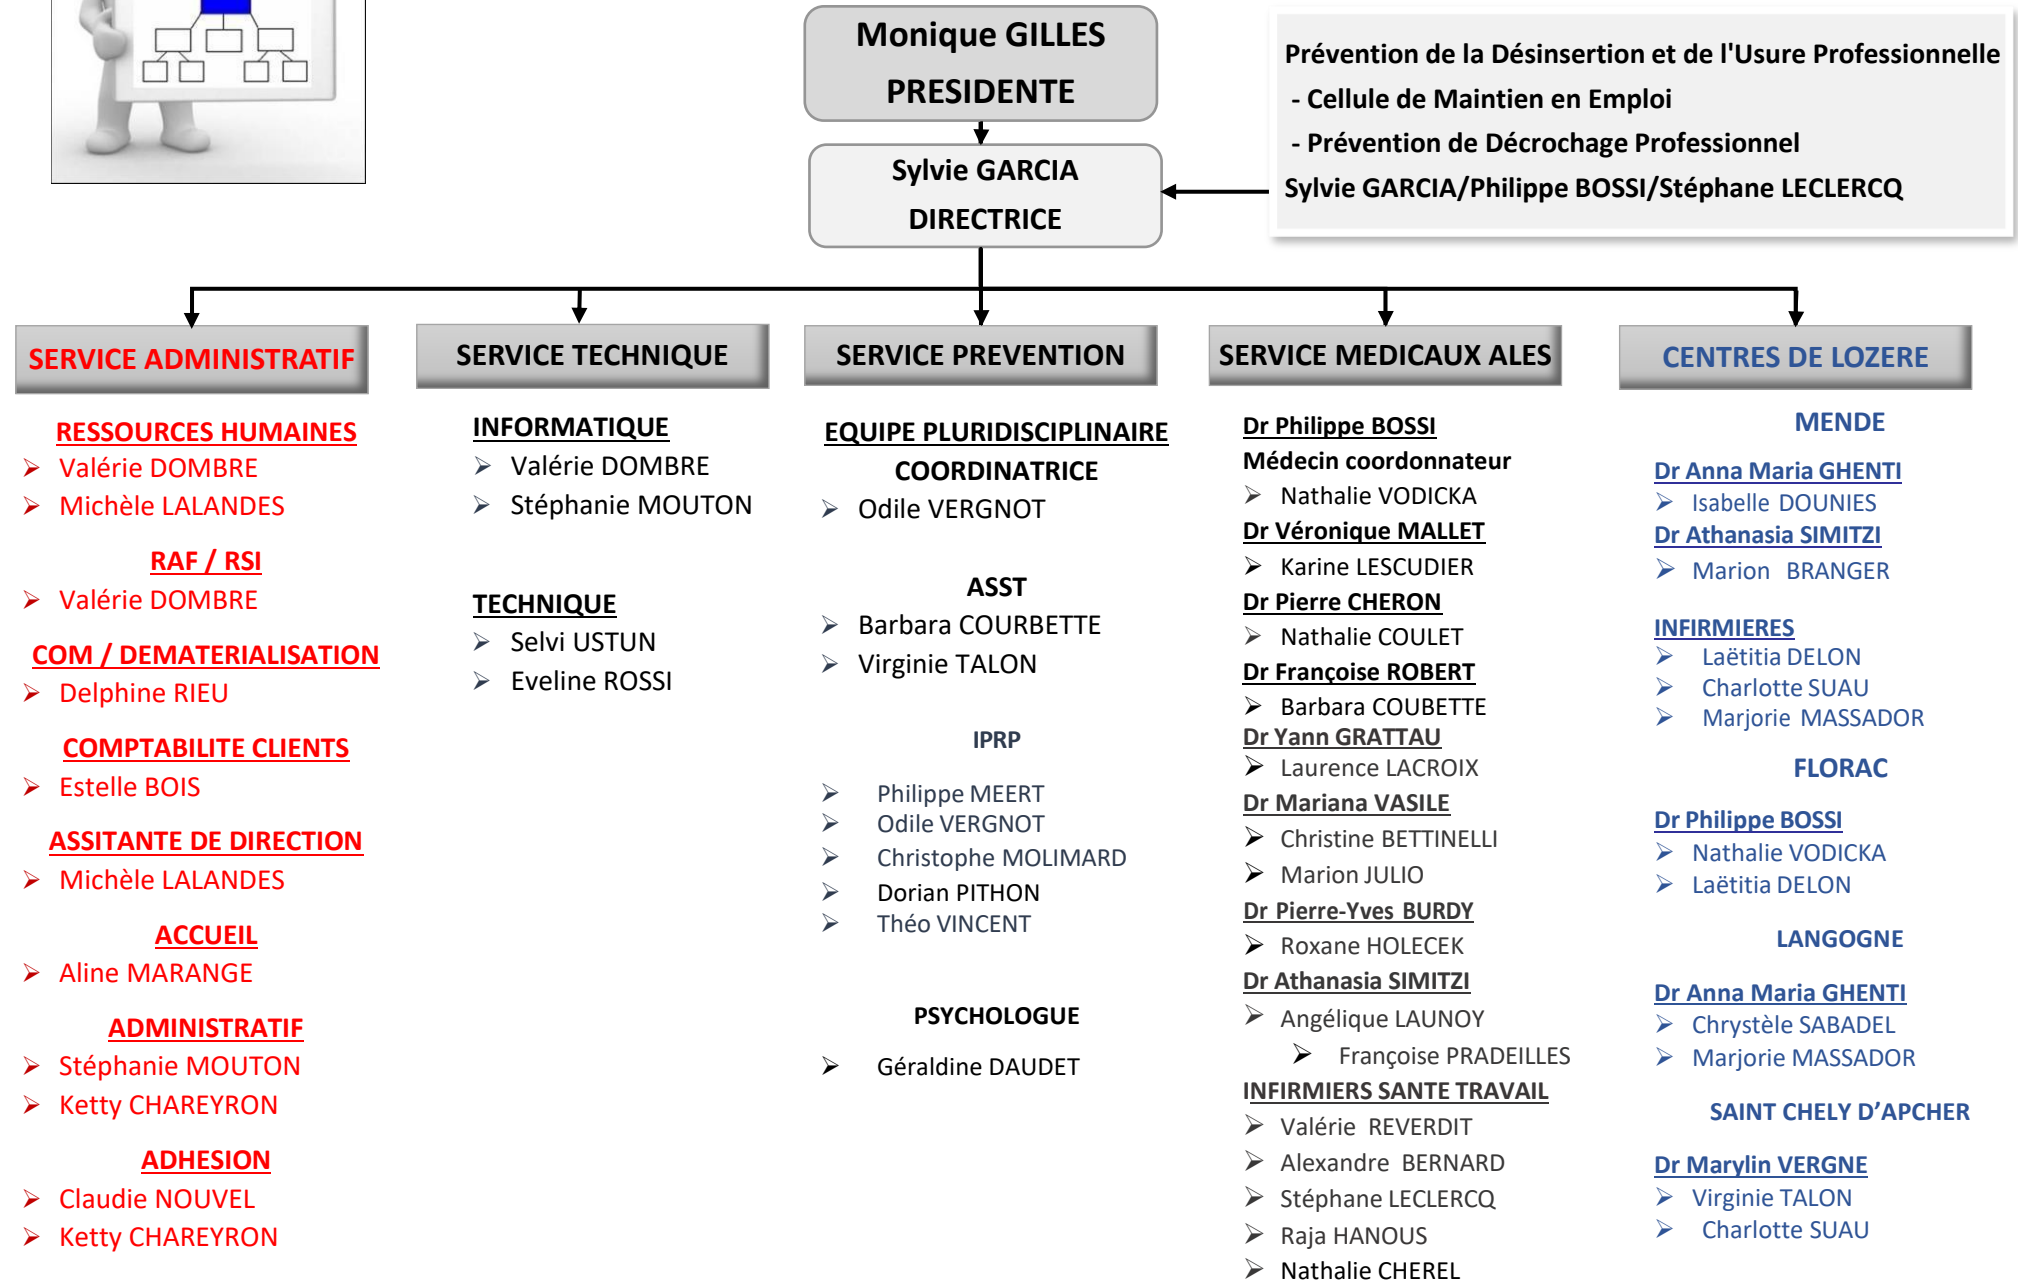 Monique GILLES
PRESIDENTE
Sylvie GARCIA
DIRECTRICE
Prévention de la Désinsertion et de l'Usure Professionnelle
- Cellule de Maintien en Emploi
- Prévention de Décrochage Professionnel
Sylvie GARCIA/Philippe BOSSI/Stéphane LECLERCQ
SERVICE ADMINISTRATIF
RESSOURCES HUMAINES
Valérie DOMBRE
Michèle LALANDES
RAF / RSI
Valérie DOMBRE
COM / DEMATERIALISATION
Delphine RIEU
COMPTABILITE CLIENTS
Estelle BOIS
ASSITANTE DE DIRECTION
Michèle LALANDES
ACCUEIL
Aline MARANGE
ADMINISTRATIF
Stéphanie MOUTON
Ketty CHAREYRON
ADHESION
Claudie NOUVEL
Ketty CHAREYRON
SERVICE TECHNIQUE
INFORMATIQUE
Valérie DOMBRE
Stéphanie MOUTON
TECHNIQUE
Selvi USTUN
Eveline ROSSI
SERVICE PREVENTION
EQUIPE PLURIDISCIPLINAIRE
COORDINATRICE
Odile VERGNOT
ASST
Barbara COURBETTE
Virginie TALON
IPRP
Philippe MEERT
Odile VERGNOT
Christophe MOLIMARD
Dorian PITHON
Théo VINCENT
PSYCHOLOGUE
Géraldine DAUDET
SERVICE MEDICAUX ALES
Dr Philippe BOSSI
Médecin coordonnateur
Nathalie VODICKA
Dr Véronique MALLET
Karine LESCUDIER
Dr Pierre CHERON
Nathalie COULET
Dr Françoise ROBERT
Barbara COUBETTE
Dr Yann GRATTAU
Laurence LACROIX
Dr Mariana VASILE
Christine BETTINELLI
Marion JULIO
Dr Pierre-Yves BURDY
Roxane HOLECEK
Dr Athanasia SIMITZI
Angélique LAUNOY
Françoise PRADEILLES
INFIRMIERS SANTE TRAVAIL
Valérie REVERDIT
Alexandre BERNARD
Stéphane LECLERCQ
Raja HANOUS
Nathalie CHEREL
CENTRES DE LOZERE
MENDE
Dr Anna Maria GHENTI
Isabelle DOUNIES
Dr Athanasia SIMITZI
Marion BRANGER
INFIRMIERES
Laëtitia DELON
Charlotte SUAU
Marjorie MASSADOR
FLORAC
Dr Philippe BOSSI
Nathalie VODICKA
Laëtitia DELON
LANGOGNE
Dr Anna Maria GHENTI
Chrystèle SABADEL
Marjorie MASSADOR
SAINT CHELY D’APCHER
Dr Marylin VERGNE
Virginie TALON
Charlotte SUAU